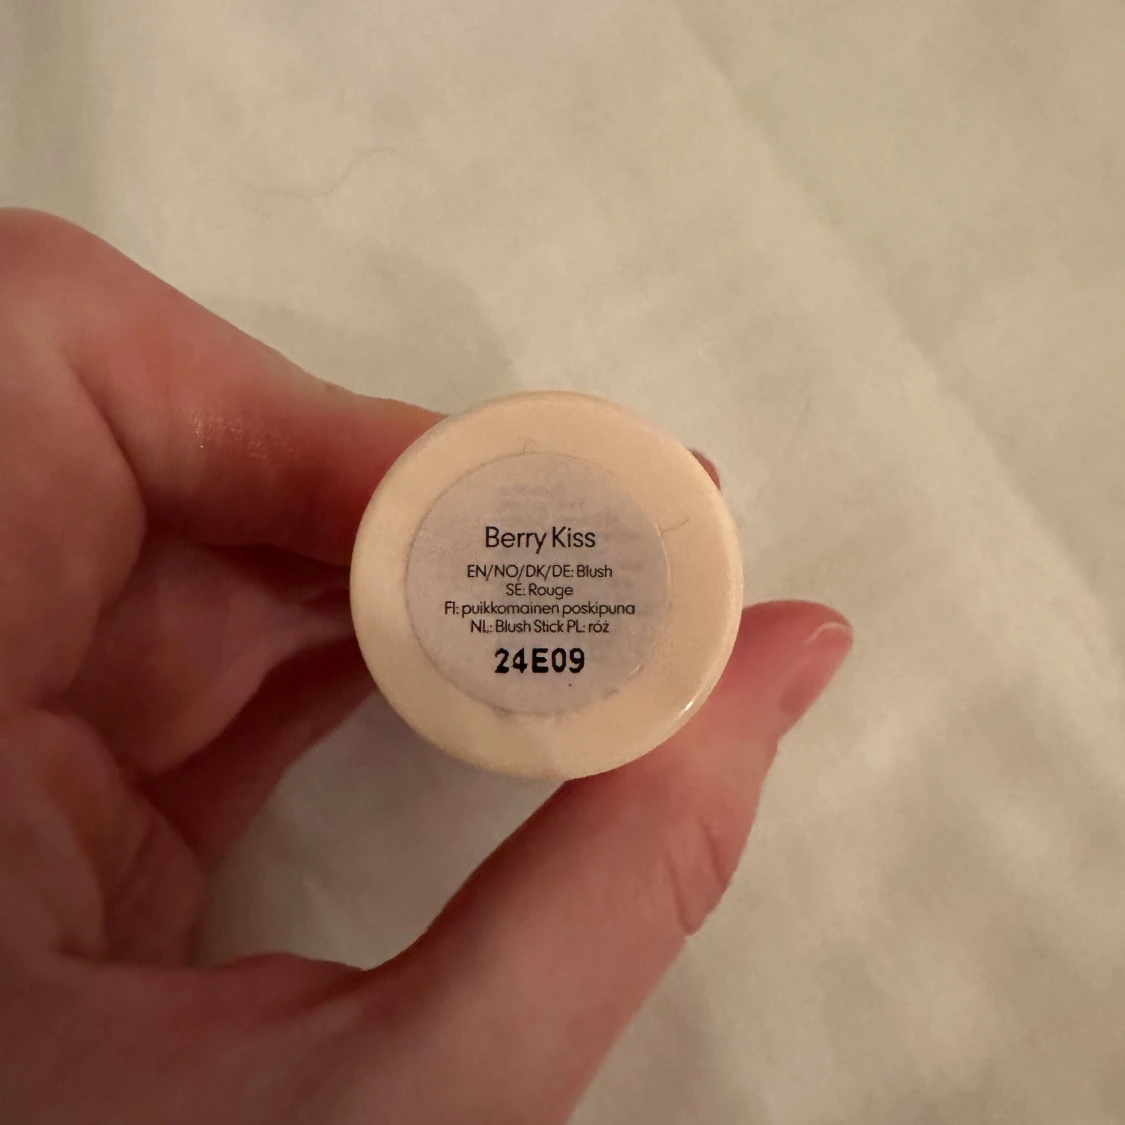 Berry Kiss
EN/NO/DK/DE: Blush
SE: Rouge
FI: puikkomainen poskipuna
NL: Blush Stick PL: róż
24E09